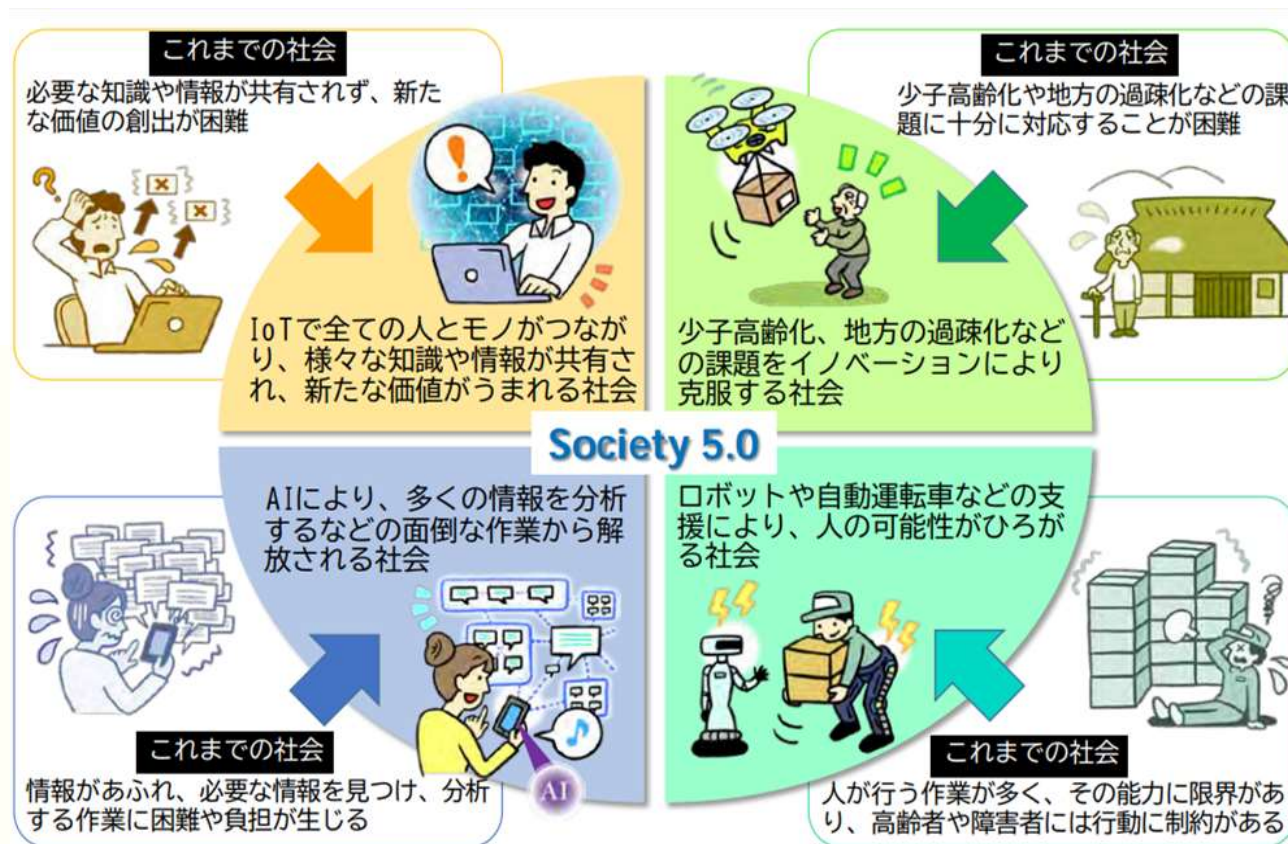 これまでの社会
必要な知識や情報が共有されず、新た
な価値の創出が困難
IoTで全ての人とモノがつなが
り、様々な知識や情報が共有さ
れ、新たな価値がうまれる社会
これまでの社会
少子高齢化や地方の過疎化などの課
題に十分に対応することが困難
少子高齢化、地方の過疎化など
の課題をイノベーションにより
克服する社会
Society 5.0
AIにより、多くの情報を分析
するなどの面倒な作業から解
放される社会
AI
これまでの社会
情報があふれ、必要な情報を見つけ、分析
する作業に困難や負担が生じる
ロボットや自動運転車などの支
援により、人の可能性がひろが
る社会
これまでの社会
人が行う作業が多く、その能力に限界があ
り、高齢者や障害者には行動に制約がある